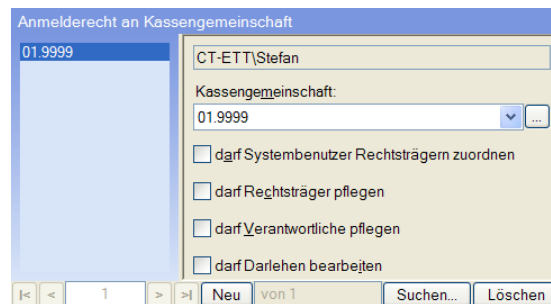 Anmelderecht an Kassengemeinschaft
01.9999
CT-ETT\Stefan
Kassengemeinschaft:
01.9999
...
darf Systembenutzer Rechtsträgern zuordnen
darf Rechtsträger pflegen
darf Verantwortliche pflegen
darf Darlehen bearbeiten
|< < 1 > >| Neu von 1 Suchen... Löschen